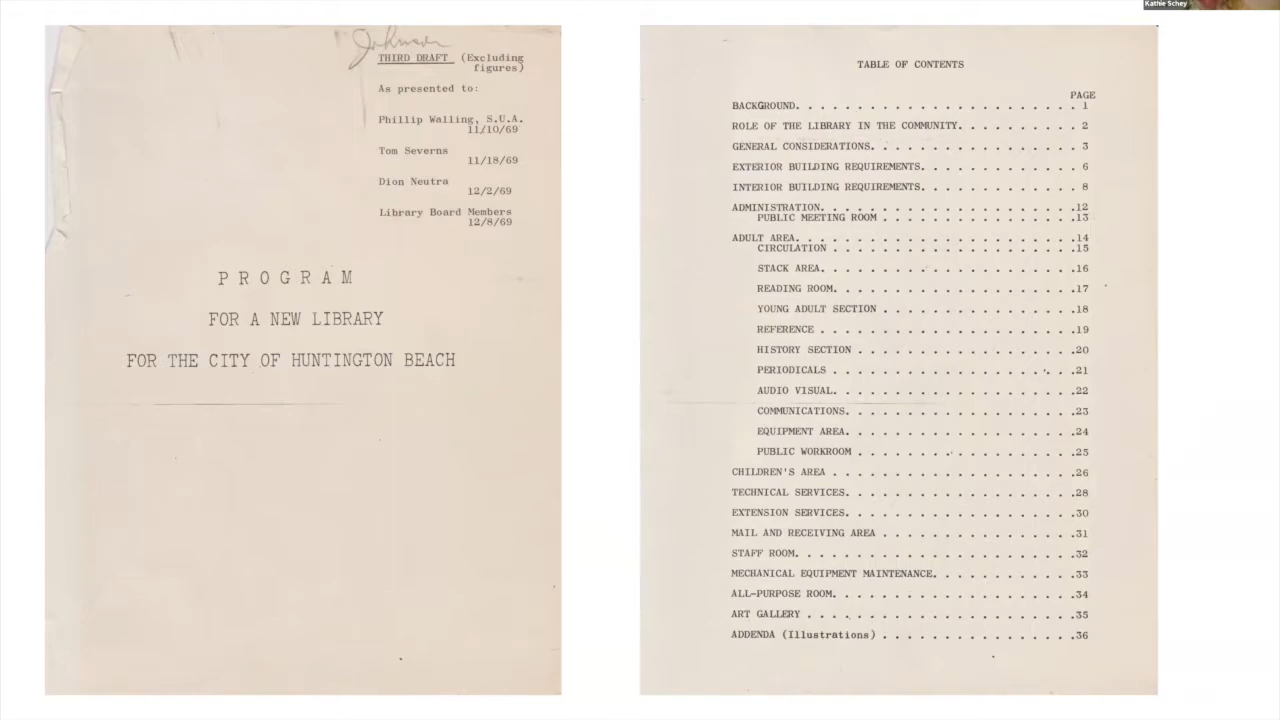 Kathie Schey
Johnson
THIRD DRAFT (Excluding
figures)
As presented to:
Phillip Walling, S.U.A.
11/10/69
Tom Severns
11/18/69
Dion Neutra
12/2/69
Library Board Members
12/8/69
PROGRAM
FOR A NEW LIBRARY
FOR THE CITY OF HUNTINGTON BEACH
TABLE OF CONTENTS
PAGE
BACKGROUND. . . . . . . . . . . . . . . . . . . . . . . 1
ROLE OF THE LIBRARY IN THE COMMUNITY. . . . . . . . . . 2
GENERAL CONSIDERATIONS. . . . . . . . . . . . . . . . . 3
EXTERIOR BUILDING REQUIREMENTS. . . . . . . . . . . . . 6
INTERIOR BUILDING REQUIREMENTS. . . . . . . . . . . . . 8
ADMINISTRATION. . . . . . . . . . . . . . . . . . . . .12
PUBLIC MEETING ROOM . . . . . . . . . . . . . . . .13
ADULT AREA. . . . . . . . . . . . . . . . . . . . . . .14
CIRCULATION . . . . . . . . . . . . . . . . . . . .15
STACK AREA. . . . . . . . . . . . . . . . . . . . .16
READING ROOM. . . . . . . . . . . . . . . . . . . .17
YOUNG ADULT SECTION . . . . . . . . . . . . . . . .18
REFERENCE . . . . . . . . . . . . . . . . . . . . .19
HISTORY SECTION . . . . . . . . . . . . . . . . . .20
PERIODICALS . . . . . . . . . . . . . . . . . . . .21
AUDIO VISUAL. . . . . . . . . . . . . . . . . . . .22
COMMUNICATIONS. . . . . . . . . . . . . . . . . . .23
EQUIPMENT AREA. . . . . . . . . . . . . . . . . . .24
PUBLIC WORKROOM . . . . . . . . . . . . . . . . . .25
CHILDREN'S AREA . . . . . . . . . . . . . . . . . . . .26
TECHNICAL SERVICES. . . . . . . . . . . . . . . . . . .28
EXTENSION SERVICES. . . . . . . . . . . . . . . . . . .30
MAIL AND RECEIVING AREA . . . . . . . . . . . . . . . .31
STAFF ROOM. . . . . . . . . . . . . . . . . . . . . . .32
MECHANICAL EQUIPMENT MAINTENANCE. . . . . . . . . . . .33
ALL-PURPOSE ROOM. . . . . . . . . . . . . . . . . . . .34
ART GALLERY . . . . . . . . . . . . . . . . . . . . . .35
ADDENDA (Illustrations) . . . . . . . . . . . . . . . .36